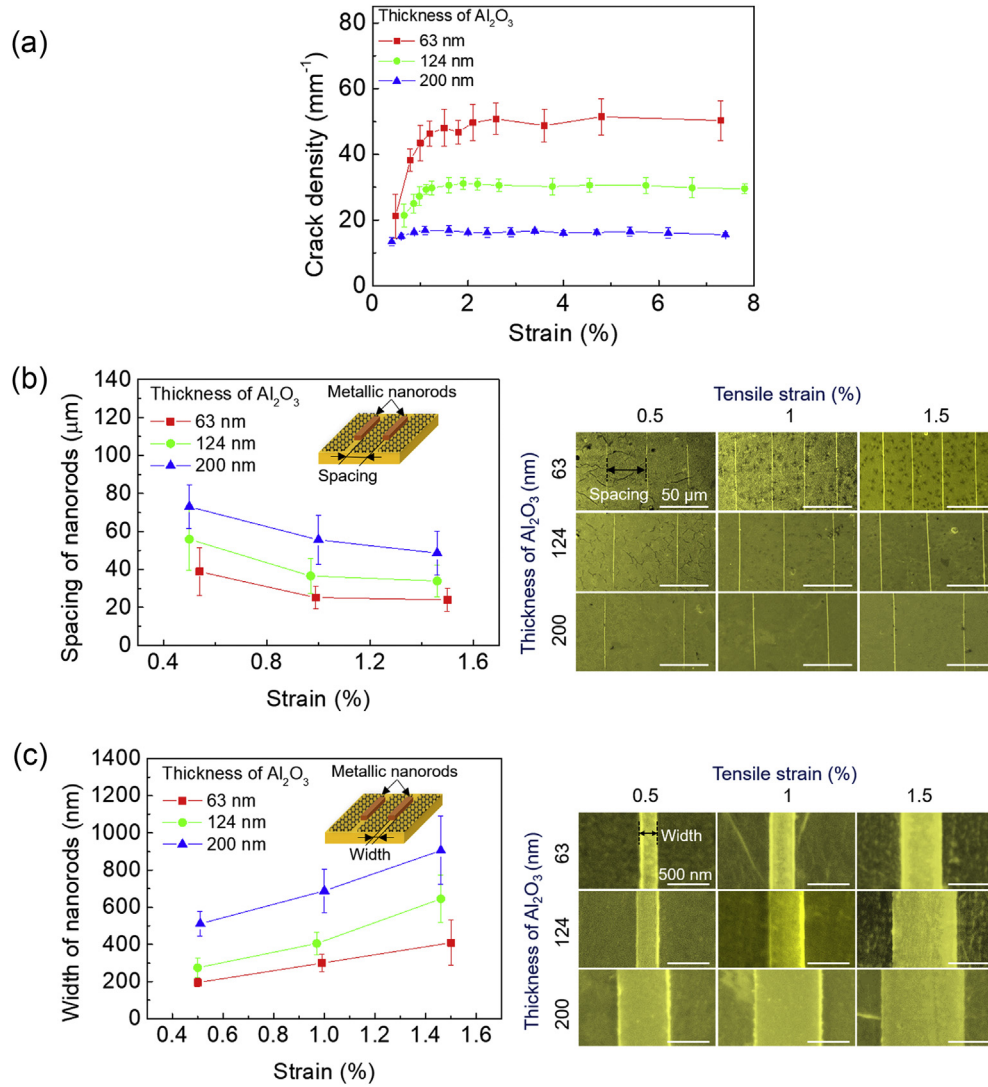 (a)
Thickness of Al₂O₃
63 nm
124 nm
200 nm
Crack density (mm⁻¹)
80
60
40
20
0
0 2 4 6 8
Strain (%)
(b)
Thickness of Al₂O₃
63 nm
124 nm
200 nm
Metallic nanorods
Spacing
Spacing of nanorods (μm)
140
120
100
80
60
40
20
0
0.4 0.8 1.2 1.6
Strain (%)
Tensile strain (%)
0.5 1 1.5
Thickness of Al₂O₃ (nm)
63
124
200
Spacing
50 μm
(c)
Thickness of Al₂O₃
63 nm
124 nm
200 nm
Metallic nanorods
Width
Width of nanorods (nm)
1400
1200
1000
800
600
400
200
0
0.4 0.6 0.8 1.0 1.2 1.4 1.6
Strain (%)
Tensile strain (%)
0.5 1 1.5
Thickness of Al₂O₃ (nm)
63
124
200
Width
500 nm